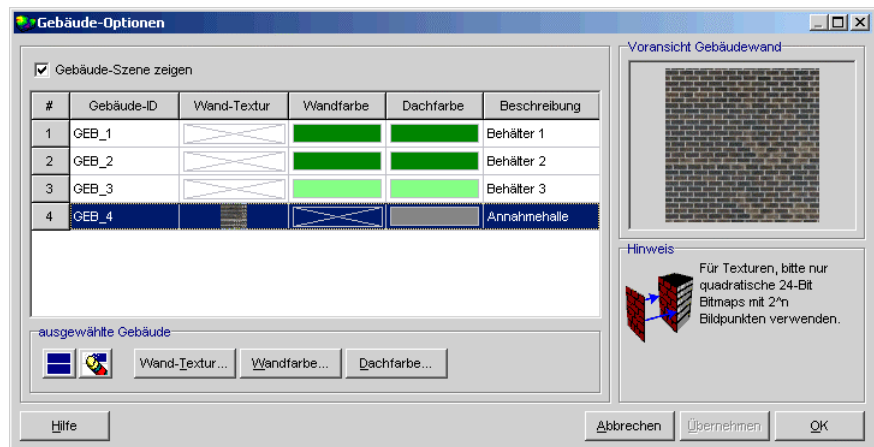 Gebäude-Optionen
Gebäude-Szene zeigen
# Gebäude-ID Wand-Textur Wandfarbe Dachfarbe Beschreibung
1 GEB_1 Behälter 1
2 GEB_2 Behälter 2
3 GEB_3 Behälter 3
4 GEB_4 Annahmehalle
ausgewählte Gebäude
Wand-Textur... Wandfarbe... Dachfarbe...
Voransicht Gebäudewand
Hinweis
Für Texturen, bitte nur
quadratische 24-Bit
Bitmaps mit 2^n
Bildpunkten verwenden.
Hilfe Abbrechen Übernehmen OK